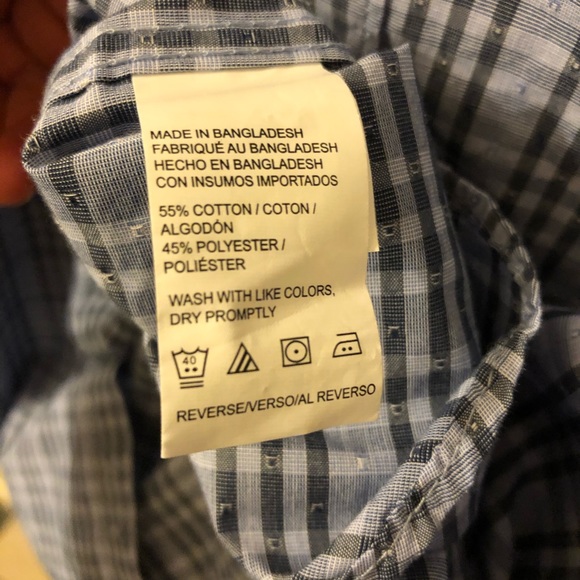 MADE IN BANGLADESH
FABRIQUÉ AU BANGLADESH
HECHO EN BANGLADESH
CON INSUMOS IMPORTADOS
55% COTTON / COTON /
ALGODÓN
45% POLYESTER /
POLIÉSTER
WASH WITH LIKE COLORS,
DRY PROMPTLY
40
REVERSE/VERSO/AL REVERSO